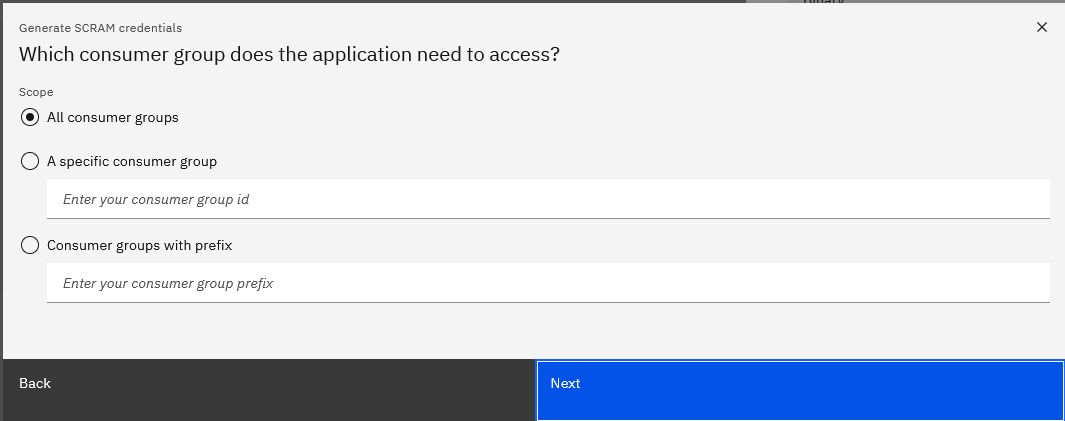 Generate SCRAM credentials
Which consumer group does the application need to access?
Scope
All consumer groups
A specific consumer group
Enter your consumer group id
Consumer groups with prefix
Enter your consumer group prefix
Back
Next